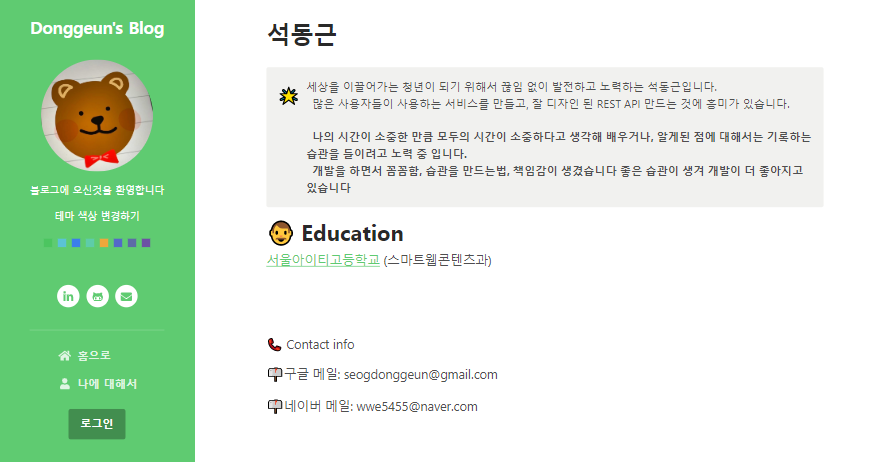 Donggeun's Blog
블로그에 오신것을 환영합니다
테마 색상 변경하기
홈으로
나에 대해서
로그인
석동근
세상을 이끌어가는 청년이 되기 위해서 끊임 없이 발전하고 노력하는 석동근입니다.
많은 사용자들이 사용하는 서비스를 만들고, 잘 디자인 된 REST API 만드는 것에 흥미가 있습니다.
나의 시간이 소중한 만큼 모두의 시간이 소중하다고 생각해 배우거나, 알게된 점에 대해서는 기록하는
습관을 들이려고 노력 중 입니다.
개발을 하면서 꼼꼼함, 습관을 만드는법, 책임감이 생겼습니다 좋은 습관이 생겨 개발이 더 좋아지고
있습니다
Education
서울아이티고등학교 (스마트웹콘텐츠과)
Contact info
구글 메일: seogdonggeun@gmail.com
네이버 메일: wwe5455@naver.com